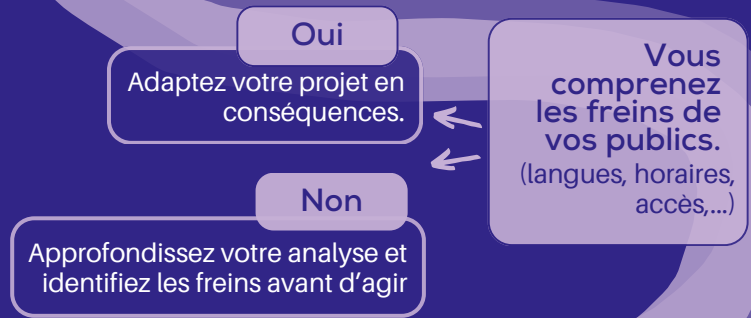 Vous
comprenez
les freins de
vos publics.
(langues, horaires,
accès,...)
Oui
Adaptez votre projet en
conséquences.
Non
Approfondissez votre analyse et
identifiez les freins avant d’agir